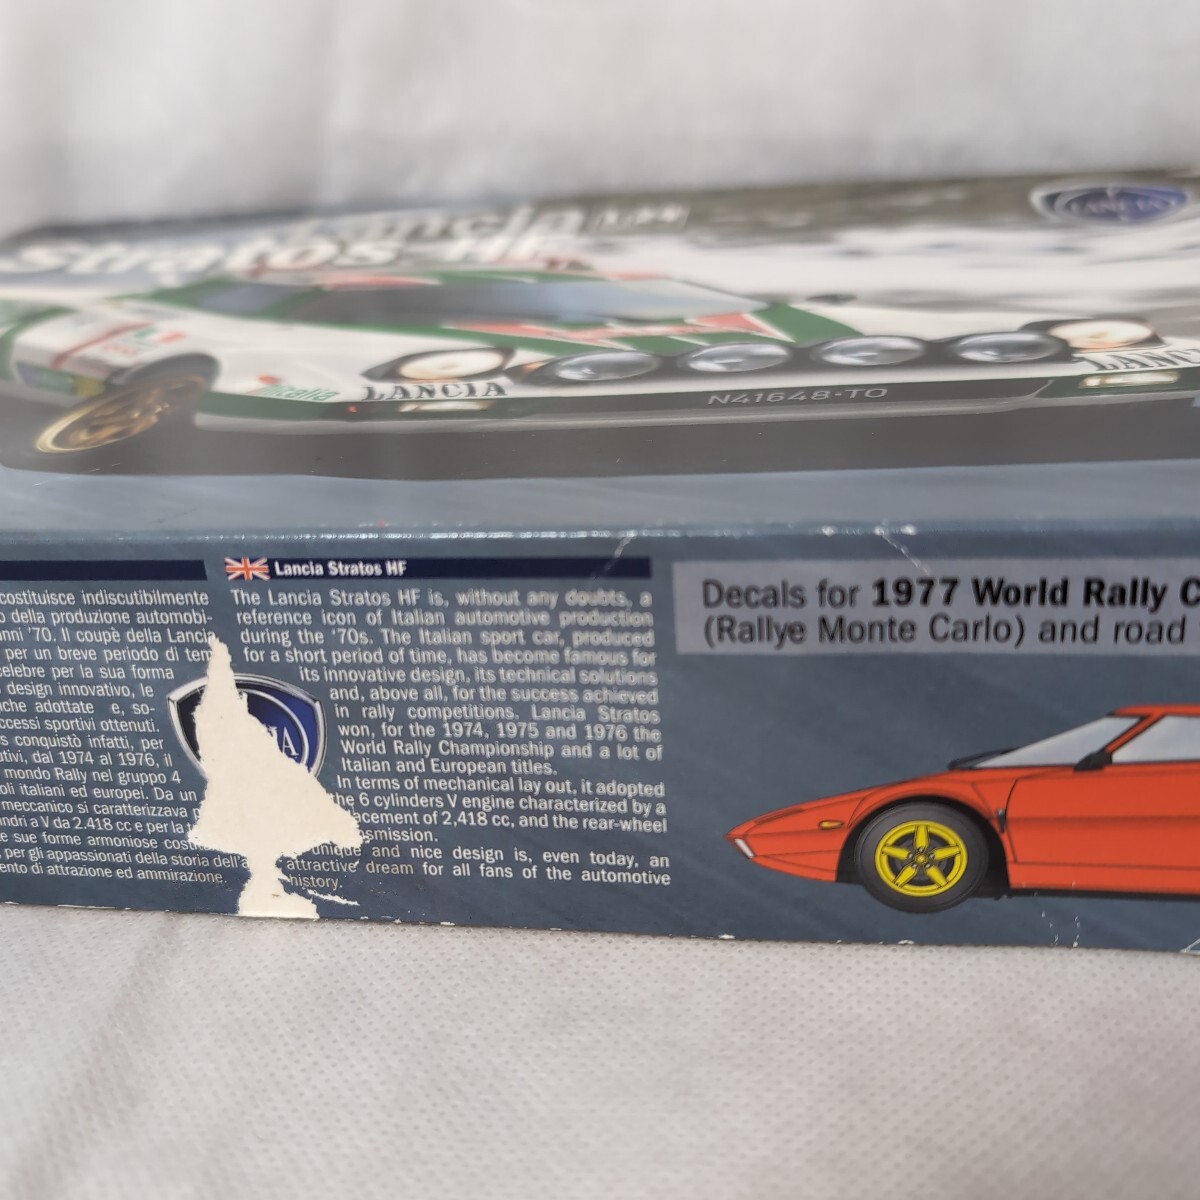 Lancia 1:24
Stratos HF
LANCIA
Italia
LANCIA
N41648-TO
LANC
costituisce indiscutibilmente
o della produzione automobi-
nni '70. Il coupè della Lancia
per un breve periodo di tem
celebre per la sua forma
design innovativo, le
che adottate e, so-
ccessi sportivi ottenuti.
s conquistò infatti, per
utivi, dal 1974 al 1976, il
mondo Rally nel gruppo 4
oli italiani ed europei. Da un
meccanico si caratterizzava
ndri a V da 2.418 cc e per la
e sue forme armoniose
, per gli appassionati della storia dell'a
ento di attrazione ed ammirazione.
Lancia Stratos HF
The Lancia Stratos HF is, without any doubts, a
reference icon of Italian automotive production
during the '70s. The Italian sport car, produced
for a short period of time, has become famous for
its innovative design, its technical solutions
and, above all, for the success achieved
in rally competitions. Lancia Stratos
won, for the 1974, 1975 and 1976 the
World Rally Championship and a lot of
Italian and European titles.
In terms of mechanical lay out, it adopted
the 6 cylinders V engine characterized by a
acement of 2,418 cc, and the rear-wheel
smission.
unique and nice design is, even today, an
attractive dream for all fans of the automotive
history.
Decals for 1977 World Rally C
(Rallye Monte Carlo) and road